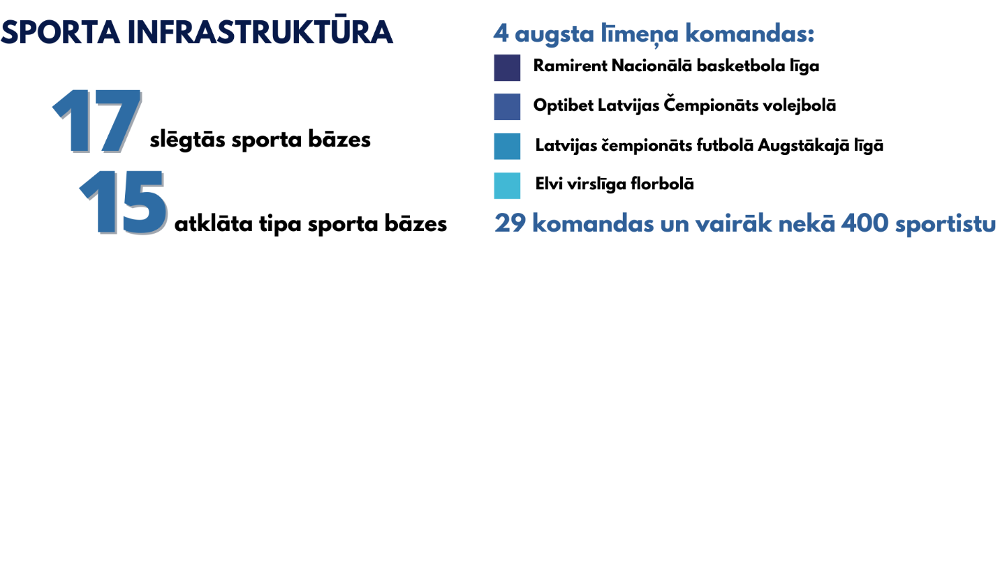 SPORTA INFRASTRUKTŪRA
17 slēgtās sporta bāzes
15 atklāta tipa sporta bāzes
4 augsta līmeņa komandas:
Ramirent Nacionālā basketbola līga
Optibet Latvijas Čempionāts volejbolā
Latvijas čempionāts futbolā Augstākajā līgā
Elvi virslīga florbolā
29 komandas un vairāk nekā 400 sportistu